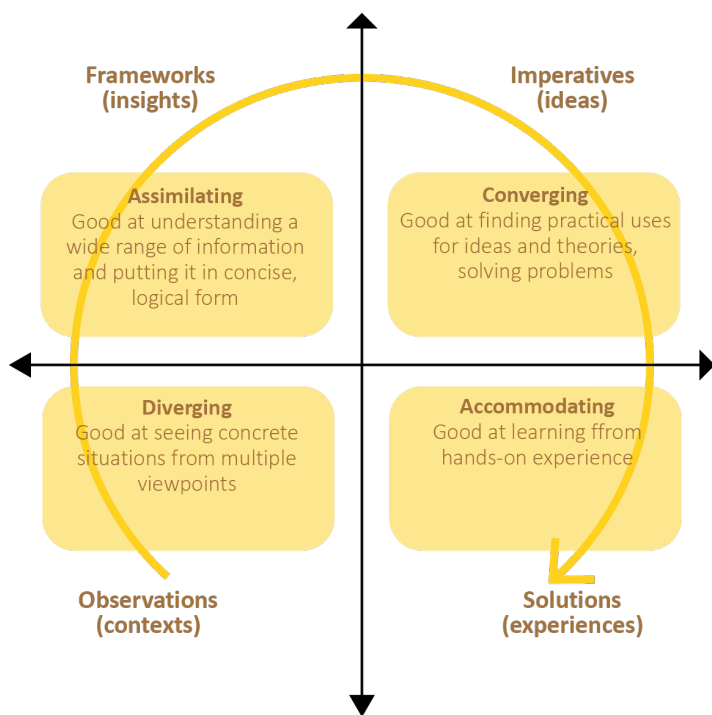 Frameworks
(insights)
Imperatives
(ideas)
Assimilating
Good at understanding a
wide range of information
and putting it in concise,
logical form
Converging
Good at finding practical uses
for ideas and theories,
solving problems
Diverging
Good at seeing concrete
situations from multiple
viewpoints
Accommodating
Good at learning ffrom
hands-on experience
Observations
(contexts)
Solutions
(experiences)